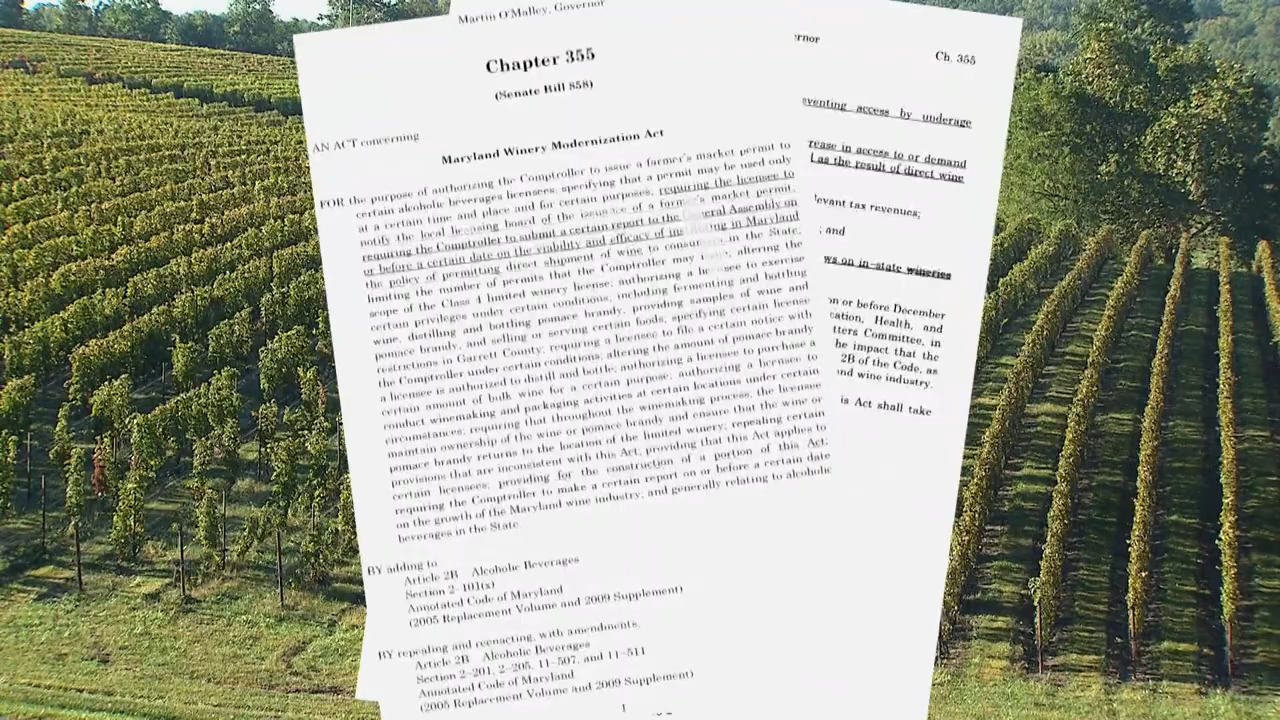 Martin O'Malley, Governor
Chapter 355
(Senate Bill 858)
AN ACT concerning
Maryland Winery Modernization Act
FOR the purpose of authorizing the Comptroller to issue a farmer's market permit to
certain alcoholic beverages licensees; specifying that a permit may be used only
at a certain time and place and for certain purposes; requiring the licensee to
notify the local licensing board of the issuance of a farmer's market permit;
requiring the Comptroller to submit a certain report to the General Assembly on
or before a certain date on the viability and efficacy of instituting in Maryland
the policy of permitting direct shipment of wine to consumers in the State;
limiting the number of permits that the Comptroller may issue; altering the
scope of the Class 4 limited winery license; authorizing a licensee to exercise
certain privileges under certain conditions, including fermenting and bottling
wine, distilling and bottling pomace brandy, providing samples of wine and
pomace brandy, and selling or serving certain foods; specifying certain license
restrictions in Garrett County; requiring a licensee to file a certain notice with
the Comptroller under certain conditions; altering the amount of pomace brandy
a licensee is authorized to distill and bottle; authorizing a licensee to purchase a
certain amount of bulk wine for a certain purpose; authorizing a licensee to
conduct winemaking and packaging activities at certain locations under certain
circumstances; requiring that throughout the winemaking process, the licensee
maintain ownership of the wine or pomace brandy and ensure that the wine or
pomace brandy returns to the location of the limited winery; repealing certain
provisions that are inconsistent with this Act; providing that this Act applies to
certain licensees; providing for the construction of a portion of this Act;
requiring the Comptroller to make a certain report on or before a certain date
on the growth of the Maryland wine industry; and generally relating to alcoholic
beverages in the State.
BY adding to
Article 2B Alcoholic Beverages
Section 2-101(x)
Annotated Code of Maryland
(2005 Replacement Volume and 2009 Supplement)
BY repealing and reenacting, with amendments,
Article 2B Alcoholic Beverages
Section 2-201, 2-205, 11-507, and 11-511
Annotated Code of Maryland
(2005 Replacement Volume and 2009 Supplement)
1
rnor
Ch. 355
eventing access by underage
rease in access to or demand
l as the result of direct wine
levant tax revenues;
; and
ws on in-state wineries
on or before December
cation, Health, and
tters Committee, in
he impact that the
2B of the Code, as
nd wine industry.
is Act shall take